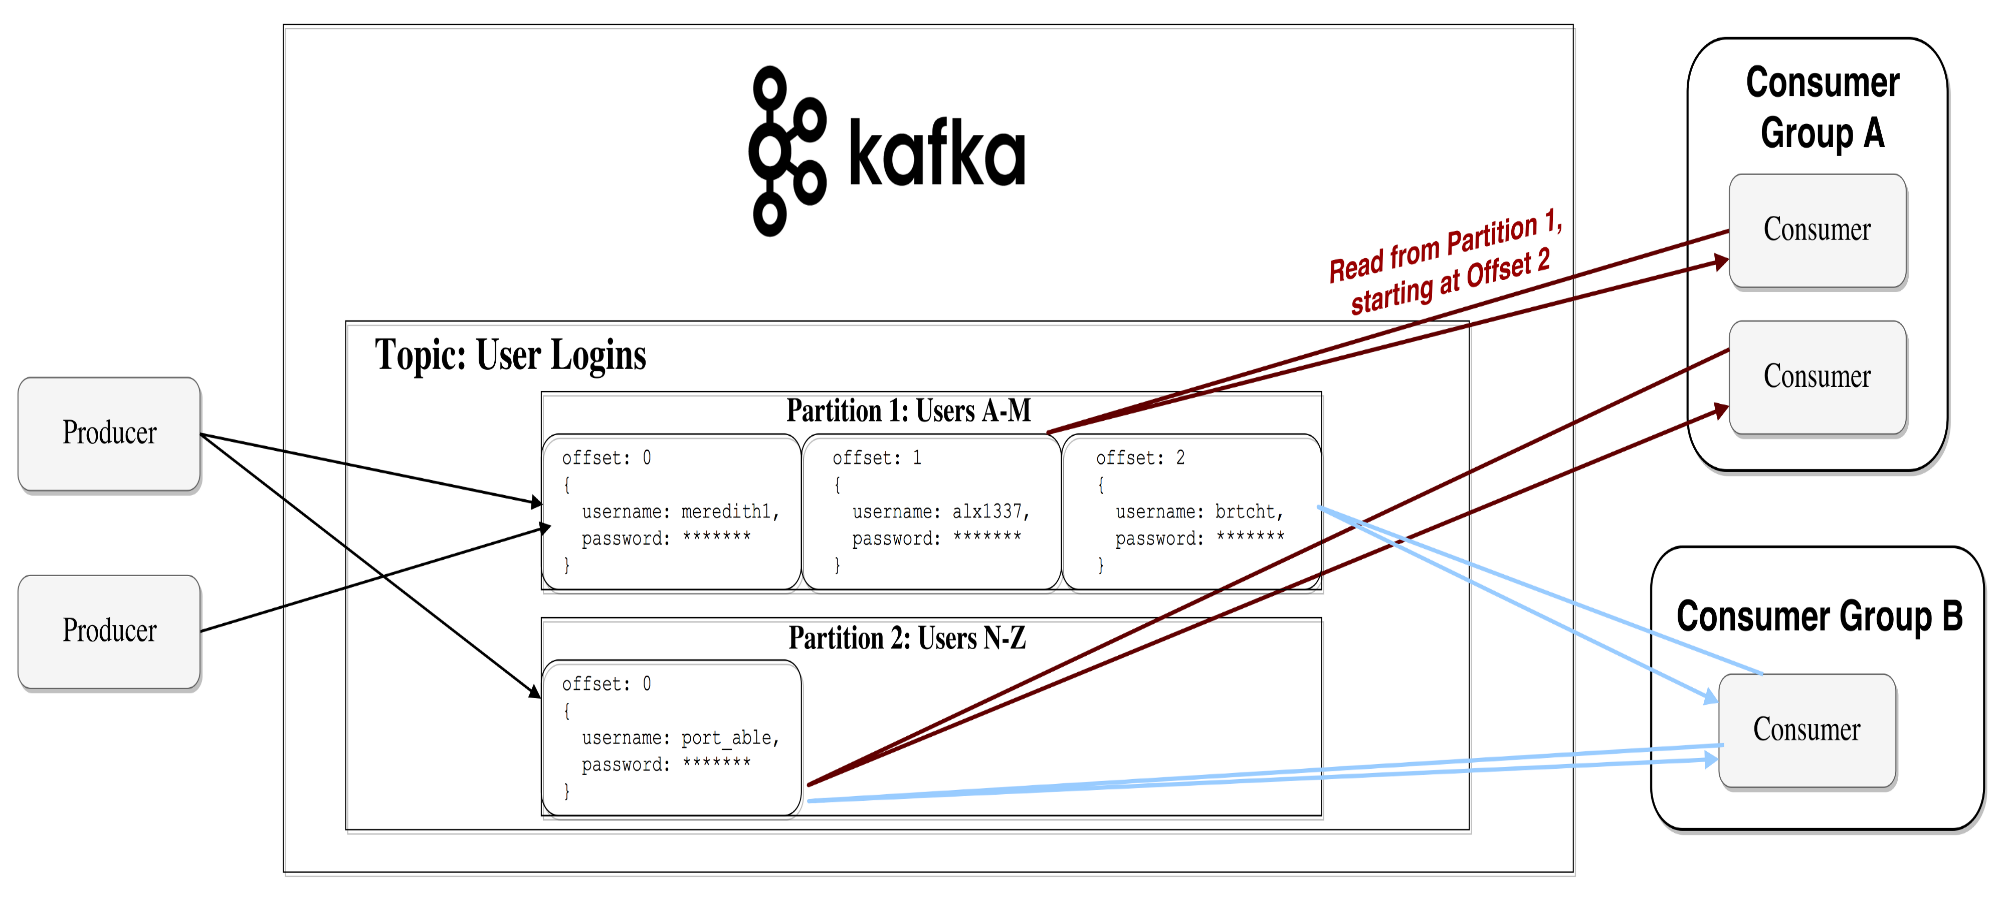 kafka
Consumer
Group A
Consumer
Consumer
Read from Partition 1,
starting at Offset 2
Topic: User Logins
Producer
Producer
Partition 1: Users A-M
offset: 0
{
username: meredith1,
password: *******
}
offset: 1
{
username: alx1337,
password: *******
}
offset: 2
{
username: brtcht,
password: *******
}
Partition 2: Users N-Z
offset: 0
{
username: port_able,
password: *******
}
Consumer Group B
Consumer